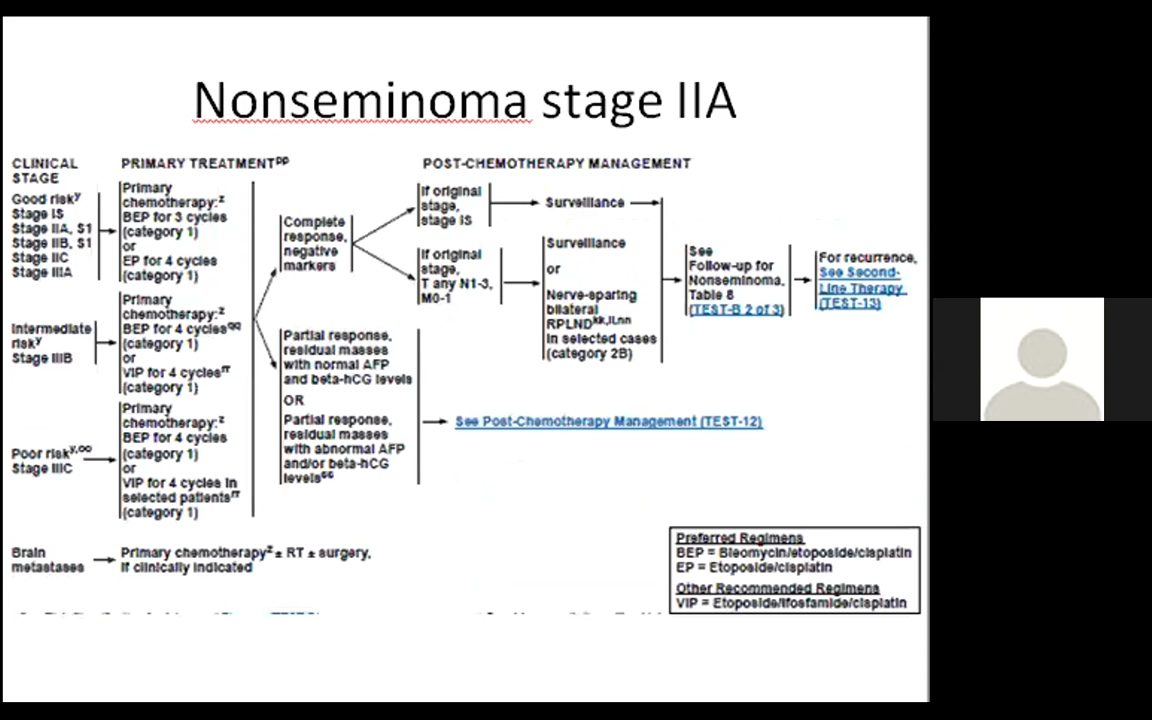 Nonseminoma stage IIA
CLINICAL
STAGE
PRIMARY TREATMENTpp
POST-CHEMOTHERAPY MANAGEMENT
Good risky
Stage IS
Stage IIA, S1
Stage IIB, S1
Stage IIC
Stage IIIA
Primary
chemotherapy:z
BEP for 3 cycles
(category 1)
or
EP for 4 cycles
(category 1)
Intermediate
risky
Stage IIIB
Primary
chemotherapy:z
BEP for 4 cyclesqq
(category 1)
or
VIP for 4 cyclesrr
(category 1)
Poor risky,oo
Stage IIIC
Primary
chemotherapy:z
BEP for 4 cycles
(category 1)
or
VIP for 4 cycles in
selected patientsrr
(category 1)
Complete
response,
negative
markers
If original
stage,
stage IS
Surveillance
If original
stage,
T any N1-3,
M0-1
Surveillance
or
Nerve-sparing
bilateral
RPLNDkk,ll,nn
in selected cases
(category 2B)
See
Follow-up for
Nonseminoma,
Table 8
(TEST-B 2 of 3)
For recurrence,
See Second-
Line Therapy
(TEST-13)
Partial response,
residual masses
with normal AFP
and beta-hCG levels
OR
Partial response,
residual masses
with abnormal AFP
and/or beta-hCG
levels
See Post-Chemotherapy Management (TEST-12)
Brain
metastases
Primary chemotherapyz ± RT ± surgery,
if clinically indicated
Preferred Regimens
BEP = Bleomycin/etoposide/cisplatin
EP = Etoposide/cisplatin
Other Recommended Regimens
VIP = Etoposide/ifosfamide/cisplatin